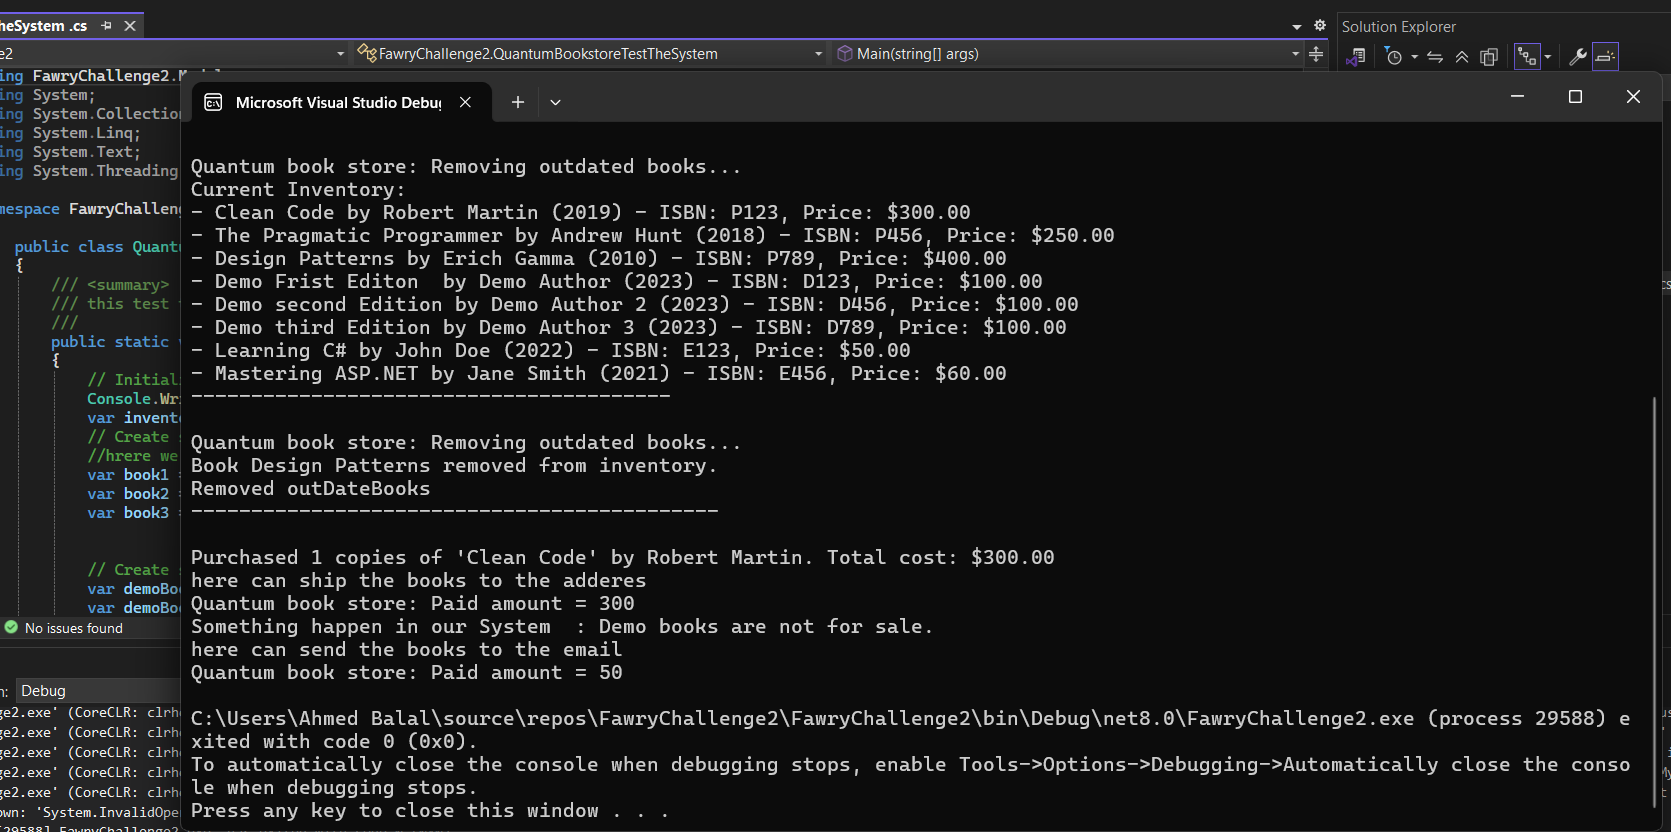 heSystem .cs
Solution Explorer
e2
FawryChallenge2.QuantumBookstoreTestTheSystem
Main(string[] args)
ing FawryChallenge2.
ing System;
ing System.Collection
ing System.Linq;
ing System.Text;
ing System.Threading
mespace FawryChalleng
public class Quantu
{
/// <summary>
/// this test
///
public static
{
// Initial
Console.Wr
var invent
// Create
//hrere we
var book1 =
var book2 =
var book3 =
// Create
var demoBo
var demoBo
No issues found
Microsoft Visual Studio Debug
Quantum book store: Removing outdated books...
Current Inventory:
- Clean Code by Robert Martin (2019) - ISBN: P123, Price: $300.00
- The Pragmatic Programmer by Andrew Hunt (2018) - ISBN: P456, Price: $250.00
- Design Patterns by Erich Gamma (2010) - ISBN: P789, Price: $400.00
- Demo Frist Editon  by Demo Author (2023) - ISBN: D123, Price: $100.00
- Demo second Edition by Demo Author 2 (2023) - ISBN: D456, Price: $100.00
- Demo third Edition by Demo Author 3 (2023) - ISBN: D789, Price: $100.00
- Learning C# by John Doe (2022) - ISBN: E123, Price: $50.00
- Mastering ASP.NET by Jane Smith (2021) - ISBN: E456, Price: $60.00
----------------------------------------
Quantum book store: Removing outdated books...
Book Design Patterns removed from inventory.
Removed outDateBooks
--------------------------------------------
Purchased 1 copies of 'Clean Code' by Robert Martin. Total cost: $300.00
here can ship the books to the adderes
Quantum book store: Paid amount = 300
Something happen in our System  : Demo books are not for sale.
here can send the books to the email
Quantum book store: Paid amount = 50
C:\Users\Ahmed Balal\source\repos\FawryChallenge2\FawryChallenge2\bin\Debug\net8.0\FawryChallenge2.exe (process 29588) e
xited with code 0 (0x0).
To automatically close the console when debugging stops, enable Tools->Options->Debugging->Automatically close the conso
le when debugging stops.
Press any key to close this window . . .
n: Debug
ge2.exe' (CoreCLR: clrh
ge2.exe' (CoreCLR: clrh
ge2.exe' (CoreCLR: clrh
ge2.exe' (CoreCLR: clrh
ge2.exe' (CoreCLR: clrh
own: 'System.InvalidOpe